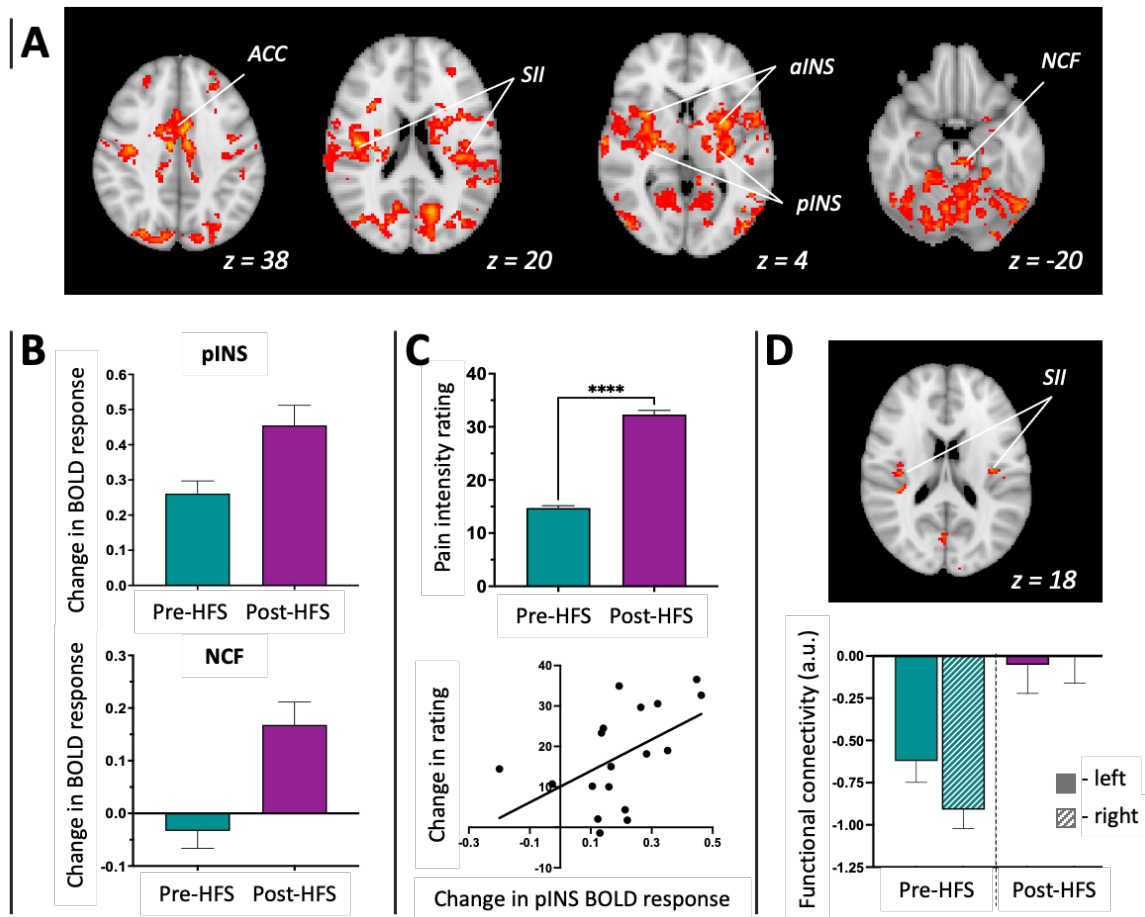 A
ACC
SII
aINS
pINS
NCF
z = 38
z = 20
z = 4
z = -20
B
pINS
Change in BOLD response
0.6
0.5
0.4
0.3
0.2
0.1
0.0
Pre-HFS
Post-HFS
NCF
Change in BOLD response
0.3
0.2
0.1
0.0
-0.1
Pre-HFS
Post-HFS
C
Pain intensity rating
40
30
20
10
0
****
Pre-HFS
Post-HFS
Change in rating
40
30
20
10
-10
-0.3
-0.1
0.1
0.3
0.5
Change in pINS BOLD response
D
SII
z = 18
Functional connectivity (a.u.)
0.00
-0.25
-0.50
-0.75
-1.00
-1.25
- left
- right
Pre-HFS
Post-HFS